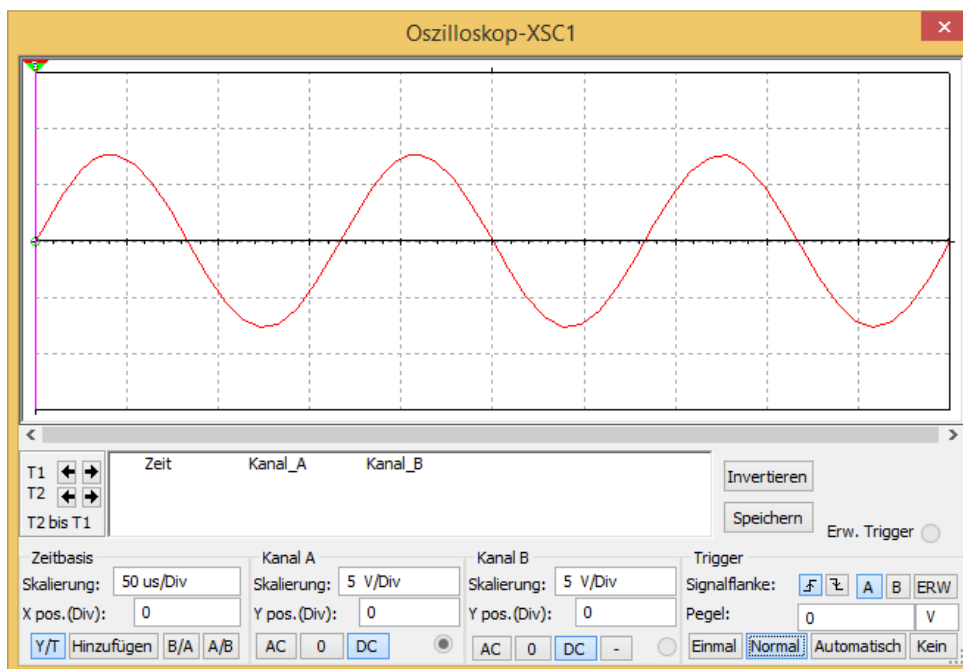 Oszilloskop-XSC1
T1
T2
T2 bis T1
Zeit Kanal_A Kanal_B
Invertieren
Speichern
Erw. Trigger
Zeitbasis
Skalierung: 50 us/Div
X pos.(Div): 0
Y/T Hinzufügen B/A A/B
Kanal A
Skalierung: 5 V/Div
Y pos.(Div): 0
AC 0 DC
Kanal B
Skalierung: 5 V/Div
Y pos.(Div): 0
AC 0 DC -
Trigger
Signalflanke: A B ERW
Pegel: 0 V
Einmal Normal Automatisch Kein